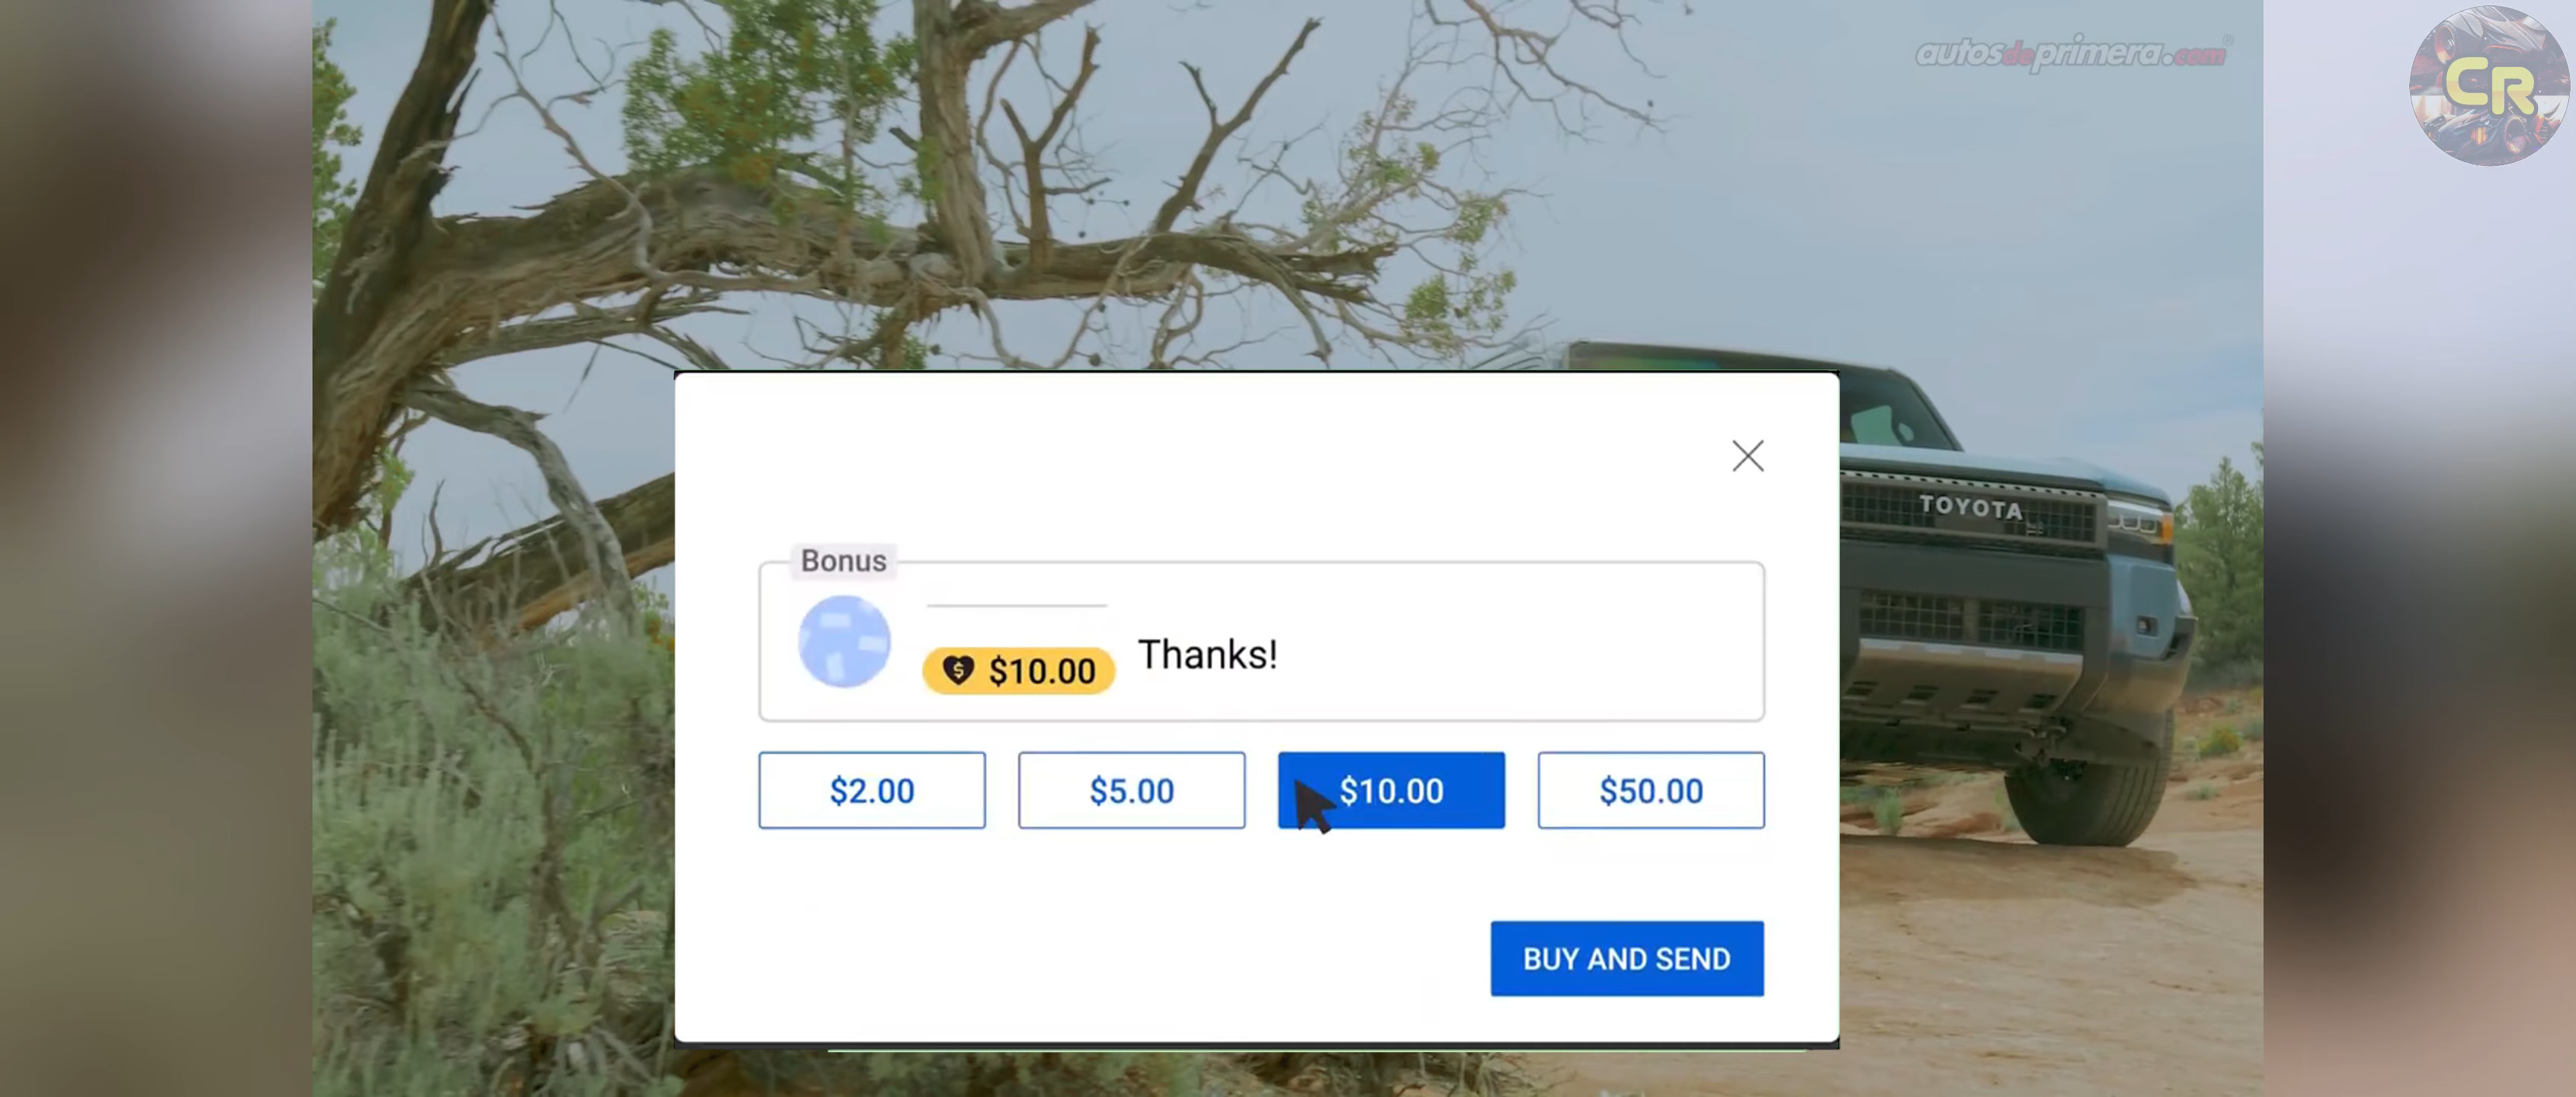 autosdeprimera.com®
CR
TOYOTA
Bonus
$10.00 Thanks!
$2.00 $5.00 $10.00 $50.00
BUY AND SEND